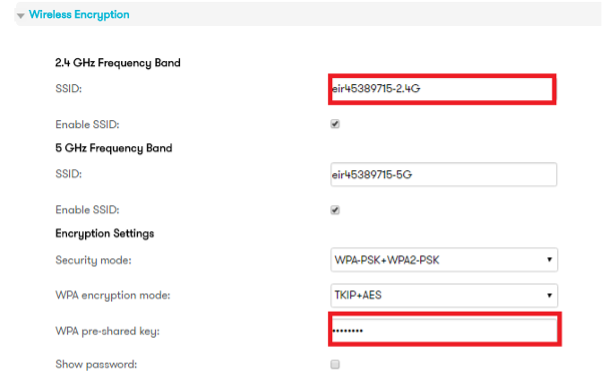 Wireless Encryption
2.4 GHz Frequency Band
SSID: eir45389715-2.4G
Enable SSID:
5 GHz Frequency Band
SSID: eir45389715-5G
Enable SSID:
Encryption Settings
Security mode: WPA-PSK+WPA2-PSK
WPA encryption mode: TKIP+AES
WPA pre-shared key: ••••••••
Show password: